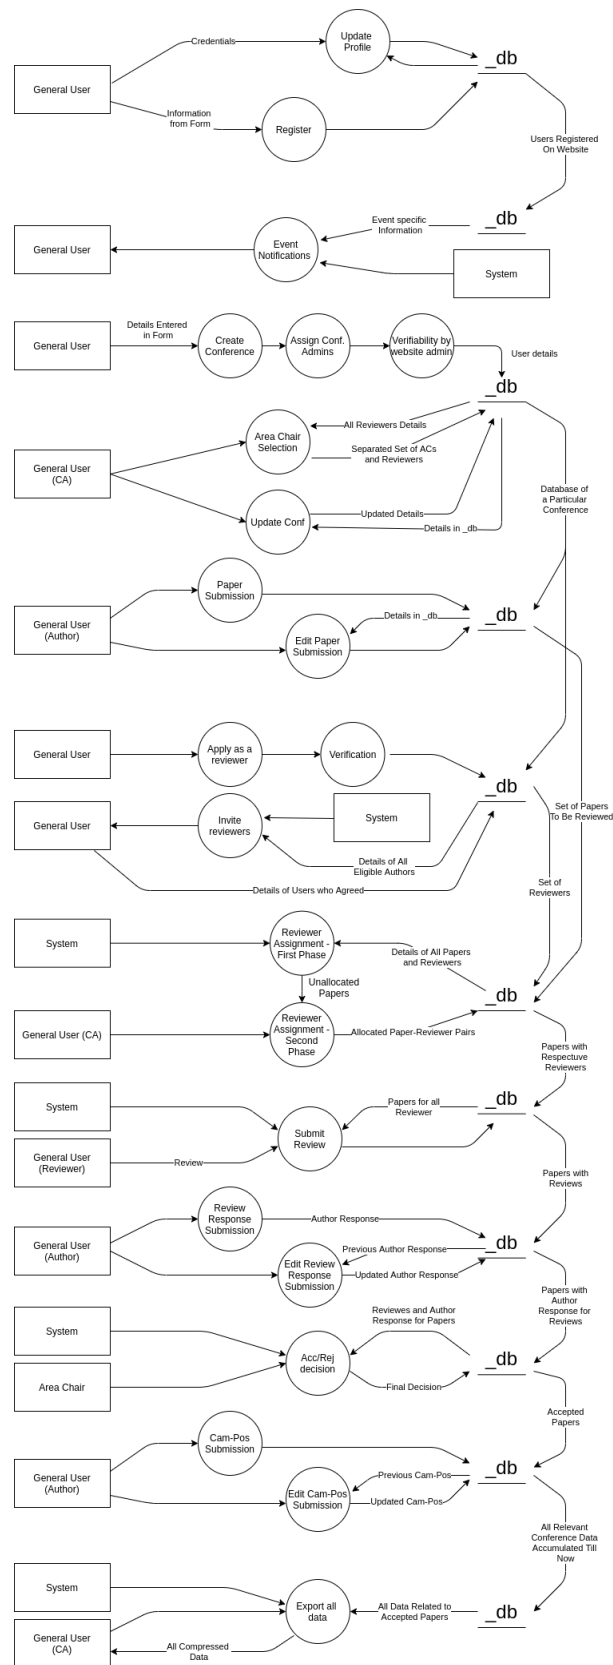 Update
Profile
_db
Credentials
General User
Information
from Form
Register
Users Registered
On Website
_db
Event specific
Information
General User
Event
Notifications
System
Details Entered
in Form
General User
Create
Conference
Assign Conf.
Admins
Verifiability by
website admin
User details
_db
All Reviewers Details
Area Chair
Selection
Separated Set of ACs
and Reviewers
General User
(CA)
Database of
a Particular
Conference
Updated Details
Update Conf
Details in _db
Paper
Submission
Details in _db
_db
General User
(Author)
Edit Paper
Submission
General User
Apply as a
reviewer
Verification
_db
Set of Papers
To Be Reviewed
General User
Invite
reviewers
System
Details of All
Eligible Authors
Details of Users who Agreed
Set of
Reviewers
System
Reviewer
Assignment -
First Phase
Details of All Papers
and Reviewers
Unallocated
Papers
_db
General User (CA)
Reviewer
Assignment -
Second
Phase
Allocated Paper-Reviewer Pairs
Papers with
Respectuve
Reviewers
System
Papers for all
Reviewer
_db
Submit
Review
General User
(Reviewer)
Review
Papers with
Reviews
Review
Response
Submission
Author Response
General User
(Author)
Previous Author Response
_db
Edit Review
Response
Submission
Updated Author Response
Papers with
Author
Response for
Reviews
System
Reviewes and Author
Response for Papers
Acc/Rej
decision
_db
Area Chair
Final Decision
Accepted
Papers
Cam-Pos
Submission
_db
General User
(Author)
Previous Cam-Pos
Edit Cam-Pos
Submission
Updated Cam-Pos
All Relevant
Conference Data
Accumulated Till
Now
System
Export all
data
All Data Related to
Accepted Papers
_db
General User
(CA)
All Compressed
Data